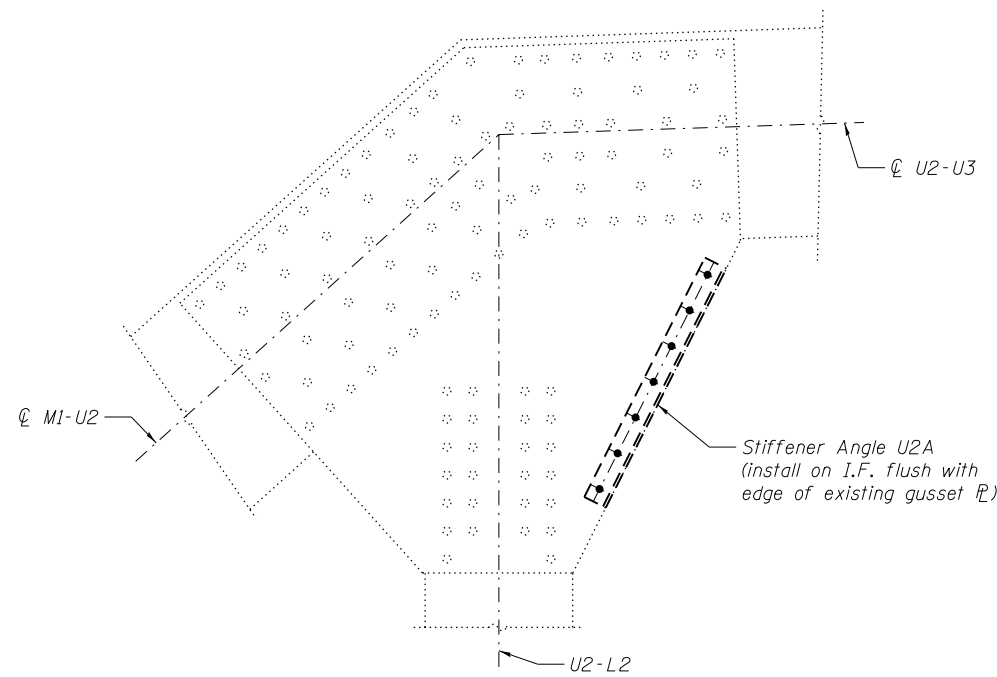 ℄ U2-U3
℄ M1-U2
Stiffener Angle U2A
(install on I.F. flush with
edge of existing gusset ⅊)
U2-L2